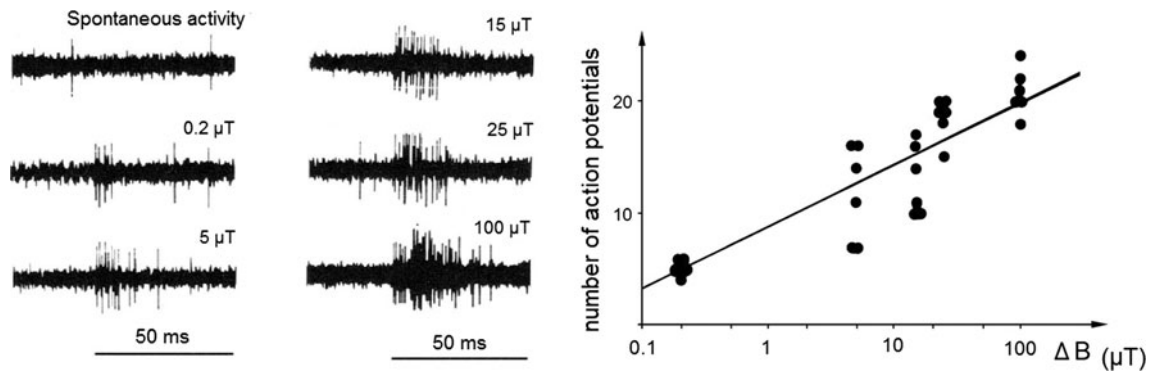 Spontaneous activity
0.2 µT
5 µT
50 ms
15 µT
25 µT
100 µT
50 ms
number of action potentials
20
10
0.1
1
10
100
Δ B (µT)